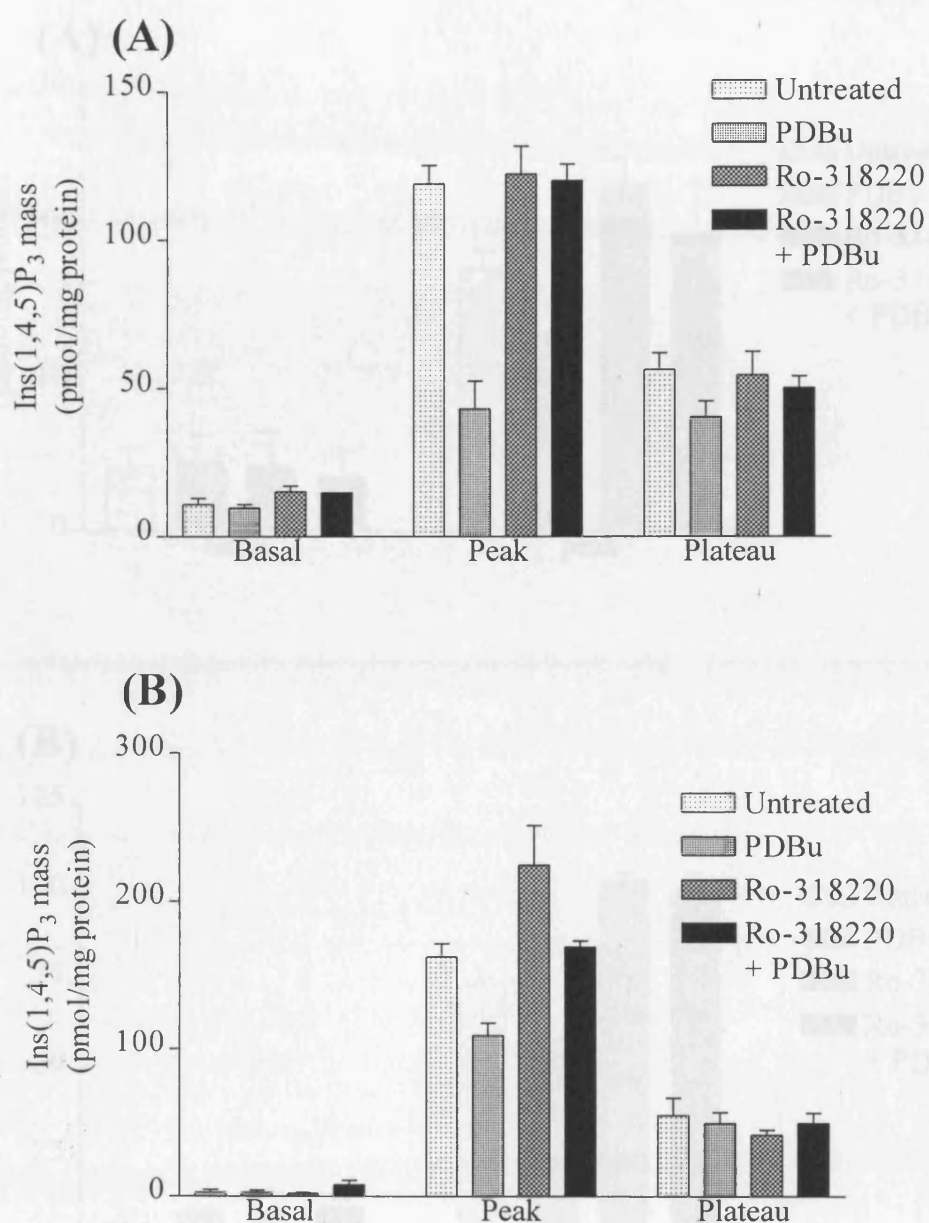 (A)
150
100
50
0
Ins(1,4,5)P3 mass
(pmol/mg protein)
Untreated
PDBu
Ro-318220
Ro-318220
+ PDBu
Basal Peak Plateau
(B)
300
200
100
0
Ins(1,4,5)P3 mass
(pmol/mg protein)
Untreated
PDBu
Ro-318220
Ro-318220
+ PDBu
Basal Peak Plateau